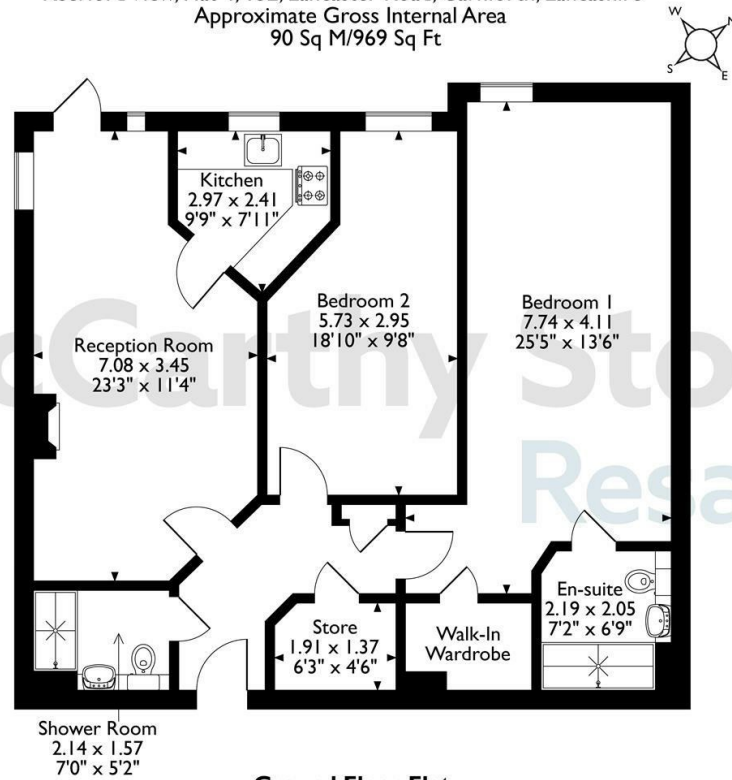 Approximate Gross Internal Area
90 Sq M/969 Sq Ft
W
N
S
E
Kitchen
2.97 x 2.41
9'9" x 7'11"
Reception Room
7.08 x 3.45
23'3" x 11'4"
Bedroom 2
5.73 x 2.95
18'10" x 9'8"
Bedroom 1
7.74 x 4.11
25'5" x 13'6"
cCarthy Sto
Resa
En-suite
2.19 x 2.05
7'2" x 6'9"
Store
1.91 x 1.37
6'3" x 4'6"
Walk-In
Wardrobe
Shower Room
2.14 x 1.57
7'0" x 5'2"